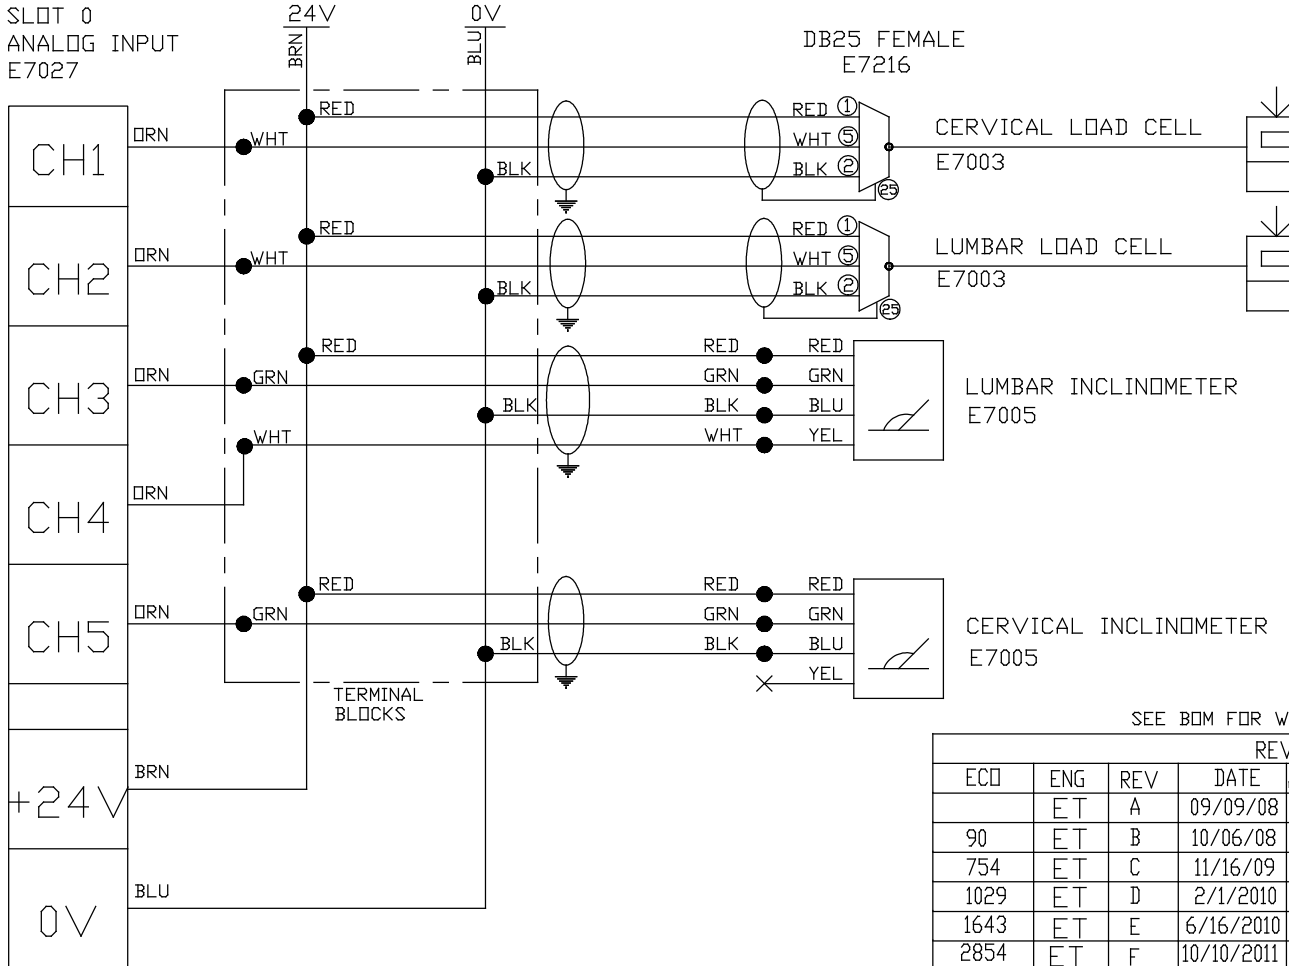 SLOT 0
ANALOG INPUT
E7027
24V
0V
BRN
BLU
DB25 FEMALE
E7216
CH1
ORN
WHT
RED
BLK
RED 1
WHT 5
BLK 2
25
CERVICAL LOAD CELL
E7003
CH2
ORN
WHT
RED
BLK
RED 1
WHT 5
BLK 2
25
LUMBAR LOAD CELL
E7003
CH3
ORN
GRN
RED
BLK
WHT
RED RED
GRN GRN
BLK BLU
WHT YEL
LUMBAR INCLINOMETER
E7005
CH4
ORN
CH5
ORN
GRN
RED
BLK
RED RED
GRN GRN
BLK BLU
YEL
CERVICAL INCLINOMETER
E7005
TERMINAL
BLOCKS
+24V
BRN
0V
BLU
SEE BOM FOR W
REV
ECO ENG REV DATE
ET A 09/09/08
90 ET B 10/06/08
754 ET C 11/16/09
1029 ET D 2/1/2010
1643 ET E 6/16/2010
2854 ET F 10/10/2011